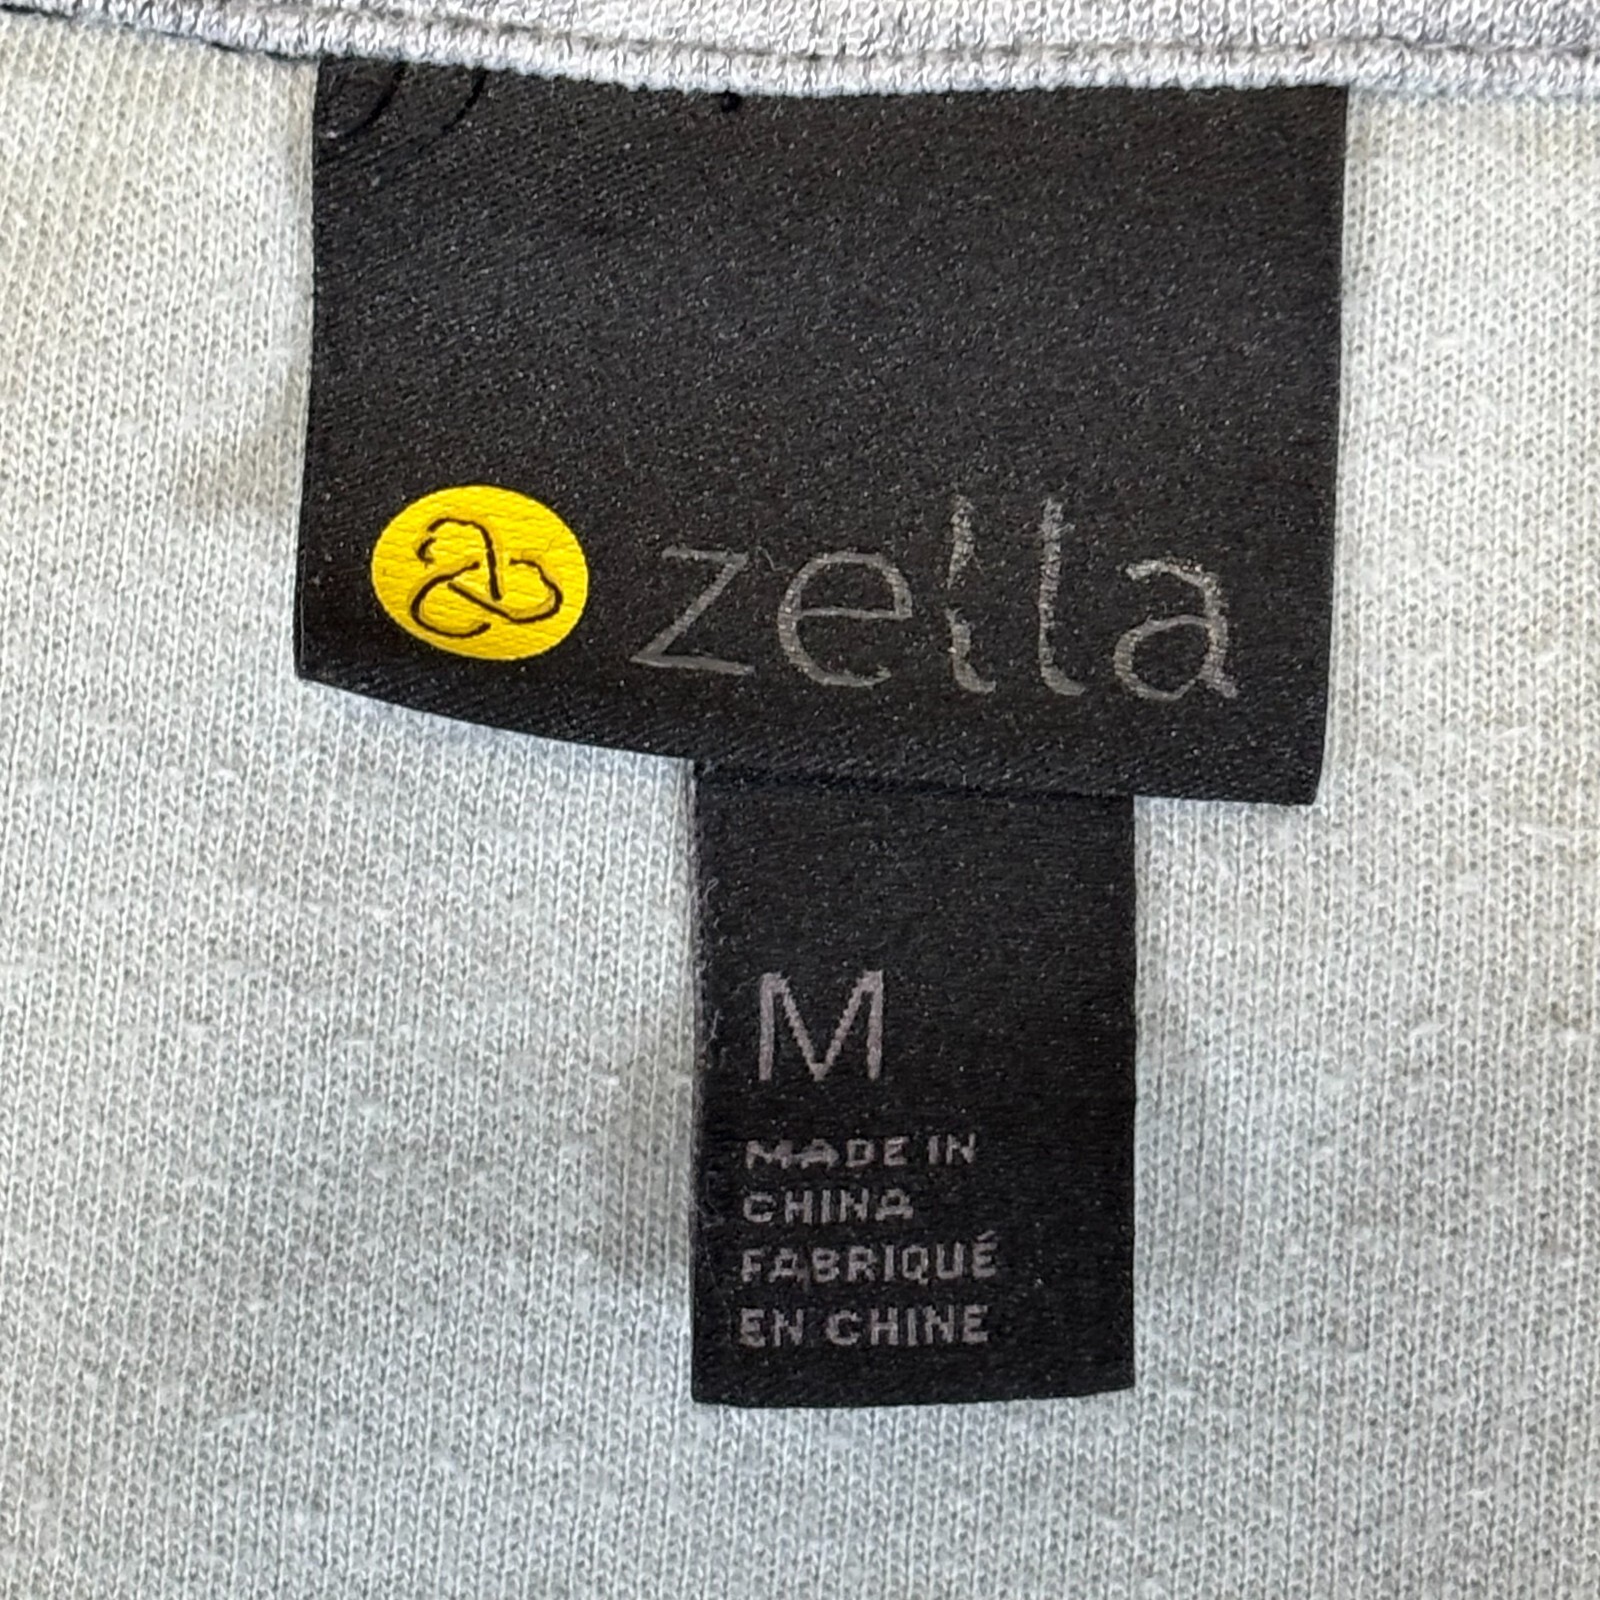 zella
M
MADE IN
CHINA
FABRIQUÉ
EN CHINE